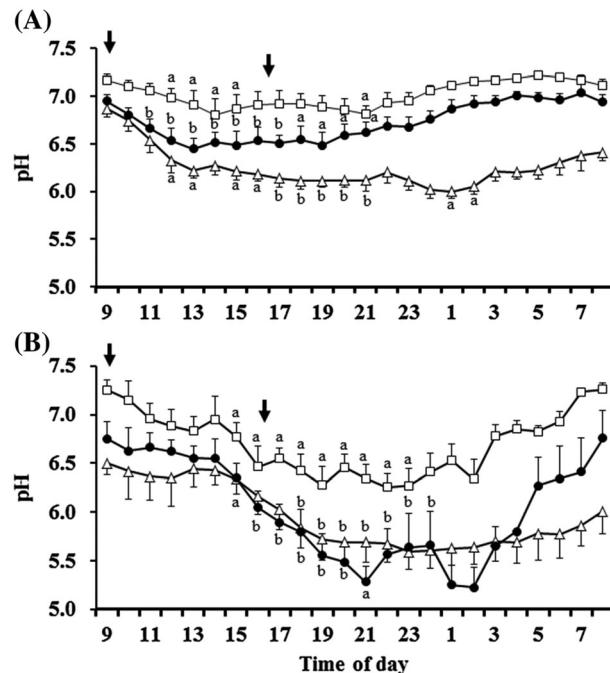 (A)
7.5
7.0
6.5
6.0
5.5
5.0
pH
a a a a
b b b b b b b a a a a a
a a a a b b b b b a a
9 11 13 15 17 19 21 23 1 3 5 7
(B)
7.5
7.0
6.5
6.0
5.5
5.0
pH
a a a a a a a a a
b b b b b b
a b b b b b
a
9 11 13 15 17 19 21 23 1 3 5 7
Time of day